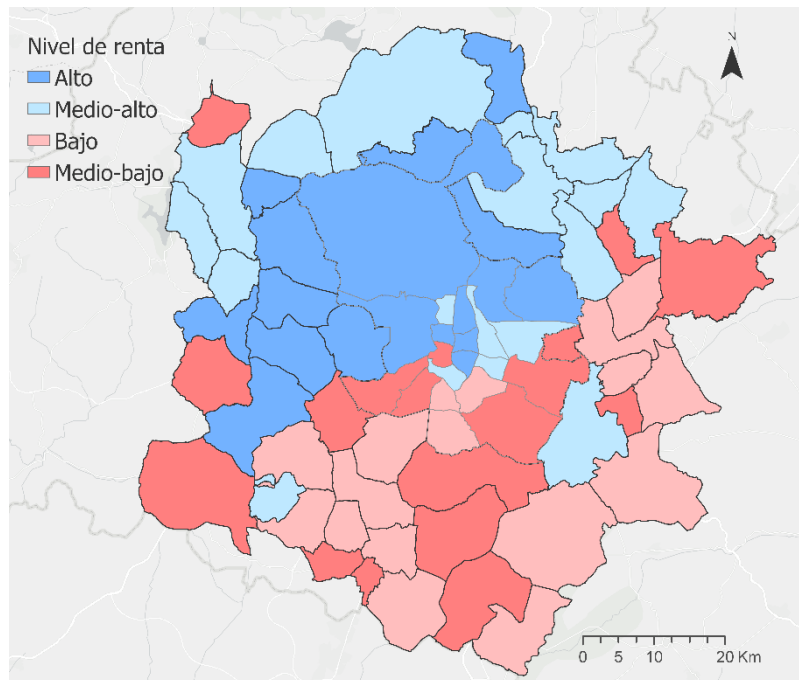 Nivel de renta
Alto
Medio-alto
Bajo
Medio-bajo
N
0 5 10 20 Km